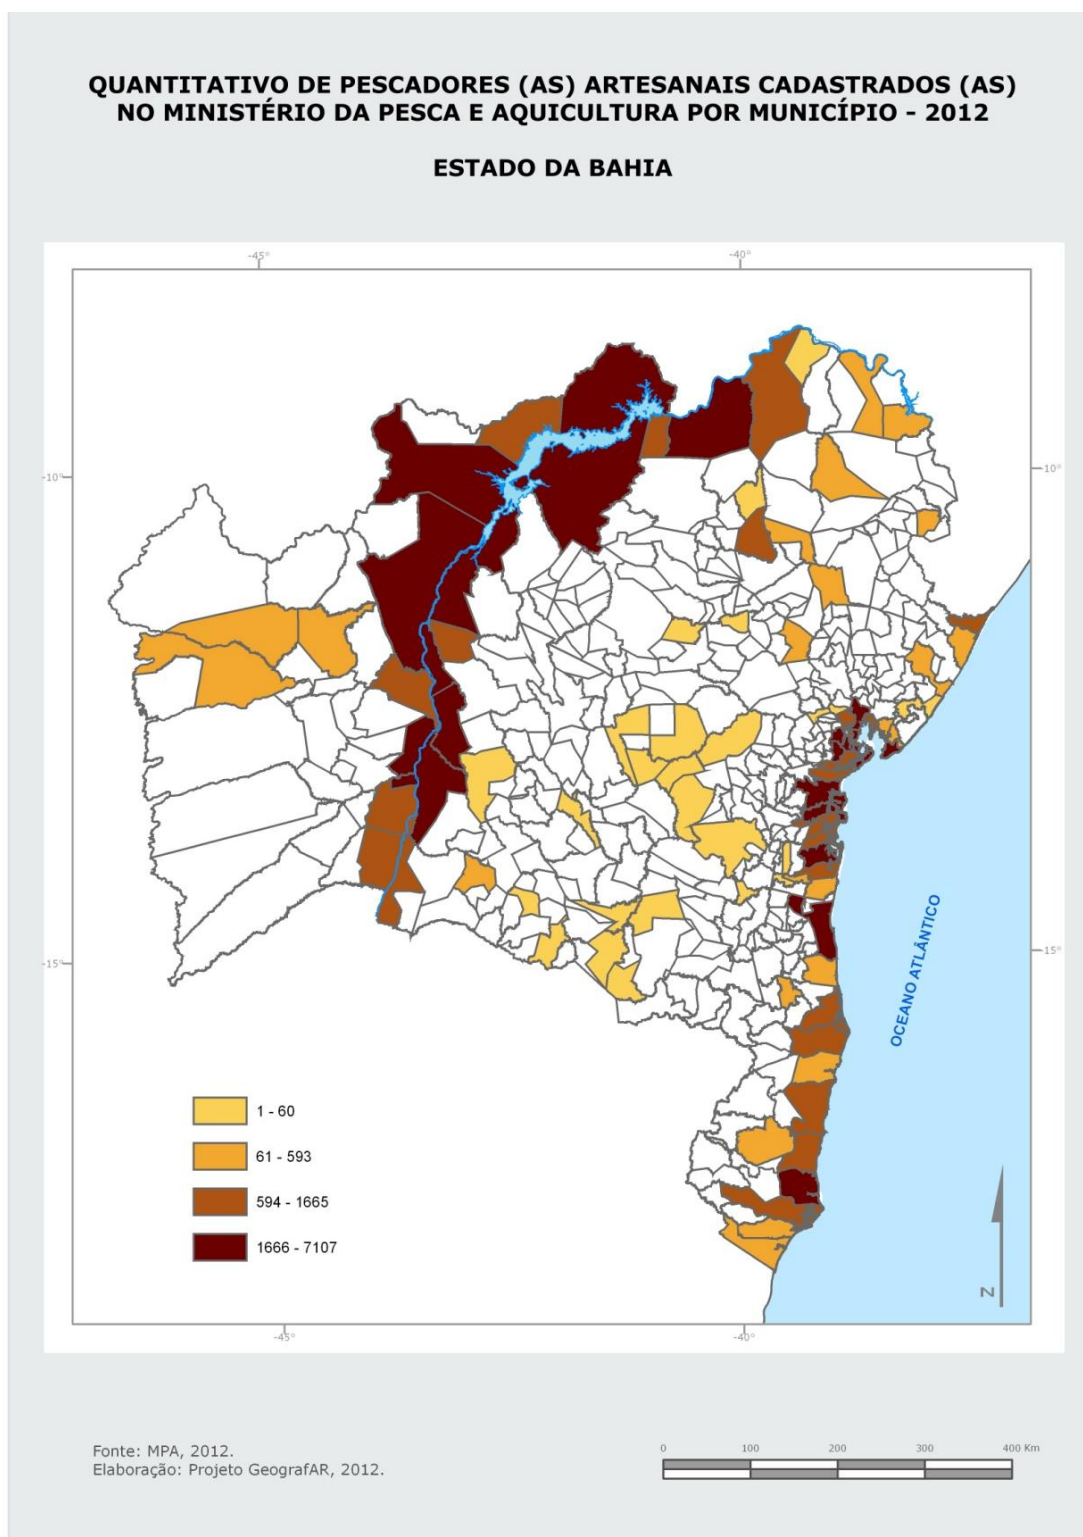 QUANTITATIVO DE PESCADORES (AS) ARTESANAIS CADASTRADOS (AS)
NO MINISTÉRIO DA PESCA E AQUICULTURA POR MUNICÍPIO - 2012
ESTADO DA BAHIA
-45°
-40°
-10°
-10°
OCEANO ATLÂNTICO
-15°
-15°
1 - 60
61 - 593
594 - 1665
1666 - 7107
N
-45°
-40°
Fonte: MPA, 2012.
Elaboração: Projeto GeografAR, 2012.
0 100 200 300 400 Km